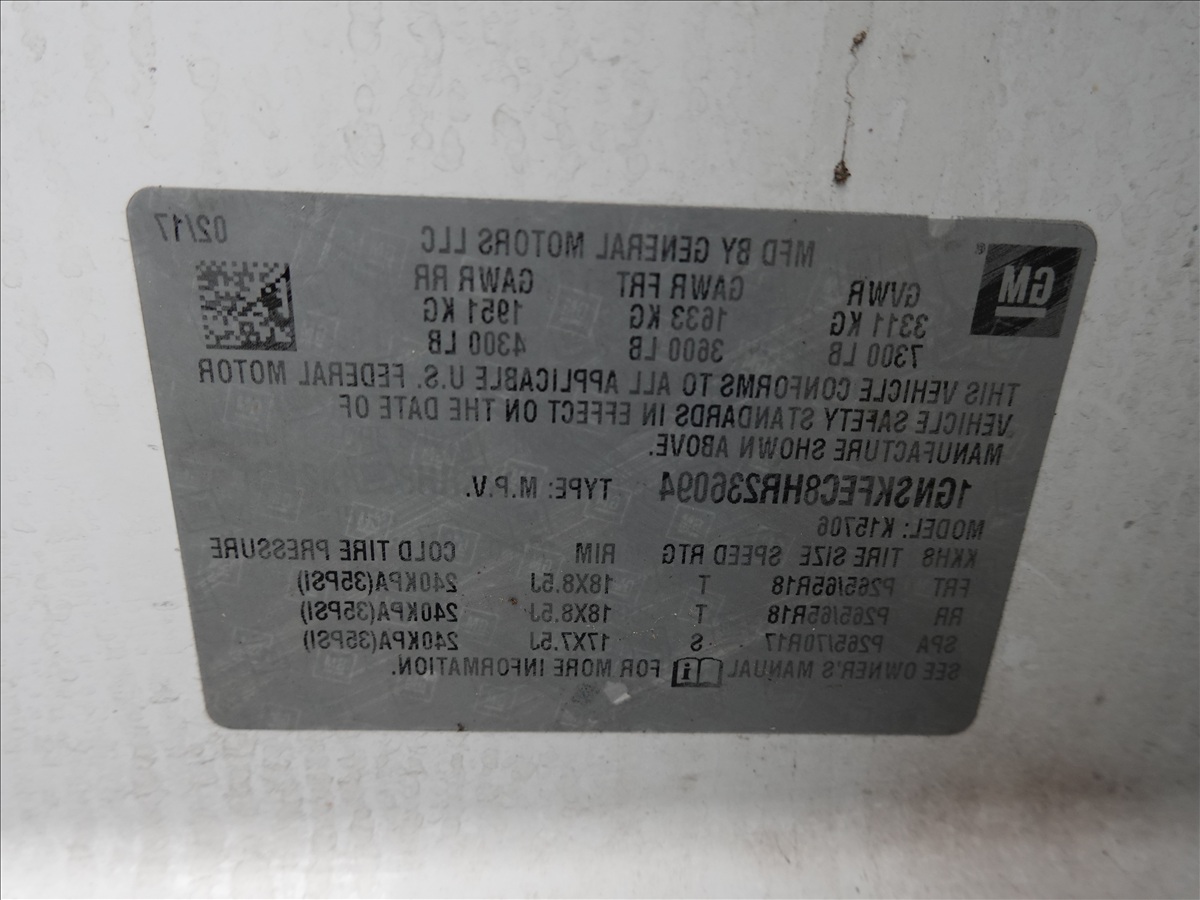 GM ® MFD BY GENERAL MOTORS LLC 02/17
GVWR GAWR FRT GAWR RR
3311 KG 1633 KG 1951 KG
7300 LB 3600 LB 4300 LB
THIS VEHICLE CONFORMS TO ALL APPLICABLE U.S. FEDERAL MOTOR
VEHICLE SAFETY STANDARDS IN EFFECT ON THE DATE OF
MANUFACTURE SHOWN ABOVE.
1GNSKFEC8HR236094 TYPE: M.P.V.
MODEL: K15706
KKH8 TIRE SIZE SPEED RTG RIM COLD TIRE PRESSURE
FRT P265/65R18 T 18X8.5J 240KPA(35PSI)
RR P265/65R18 T 18X8.5J 240KPA(35PSI)
SPA P265/70R17 S 17X7.5J 240KPA(35PSI)
SEE OWNER'S MANUAL FOR MORE INFORMATION.